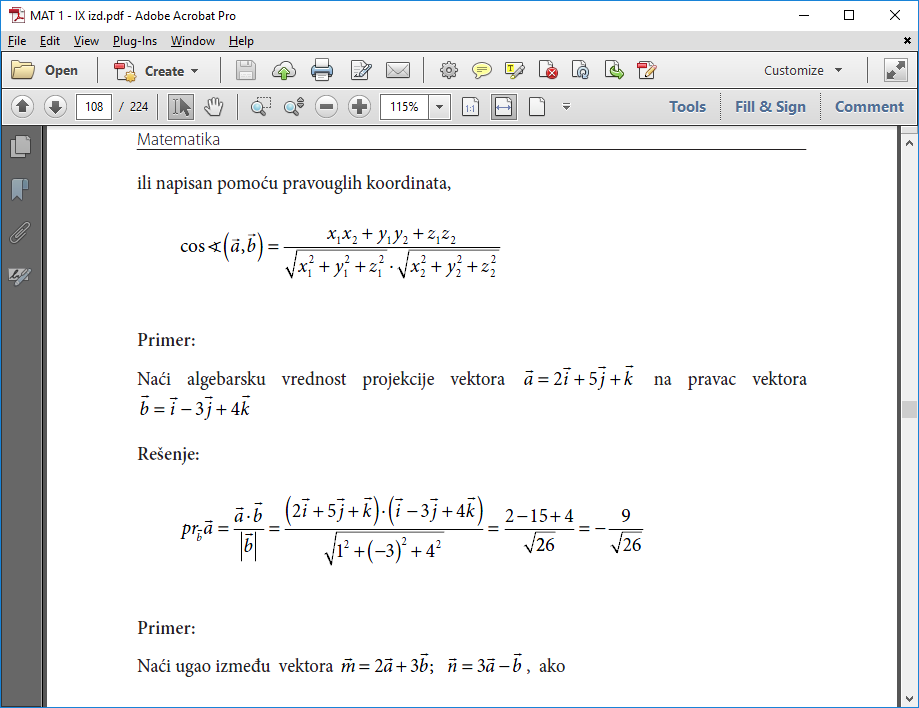 MAT 1 - IX izd.pdf - Adobe Acrobat Pro
File Edit View Plug-Ins Window Help
Open Create Customize
108 / 224 115% Tools Fill & Sign Comment
Matematika
ili napisan pomoću pravouglih koordinata,
cos∢(a⃗,b⃗) = (x₁x₂ + y₁y₂ + z₁z₂) / (√(x₁² + y₁² + z₁²) · √(x₂² + y₂² + z₂²))
Primer:
Naći algebarsku vrednost projekcije vektora a⃗ = 2i⃗ + 5j⃗ + k⃗ na pravac vektora
b⃗ = i⃗ − 3j⃗ + 4k⃗
Rešenje:
pr_b⃗ a⃗ = (a⃗ · b⃗) / |b⃗| = ((2i⃗ + 5j⃗ + k⃗) · (i⃗ − 3j⃗ + 4k⃗)) / √(1² + (−3)² + 4²) = (2 − 15 + 4) / √26 = − 9 / √26
Primer:
Naći ugao između vektora m⃗ = 2a⃗ + 3b⃗; n⃗ = 3a⃗ − b⃗ , ako